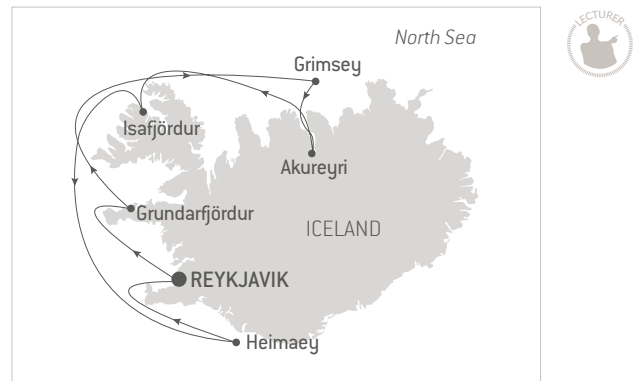 LECTURER
North Sea
Grimsey
Isafjördur
Akureyri
Grundarfjördur
ICELAND
REYKJAVIK
Heimaey